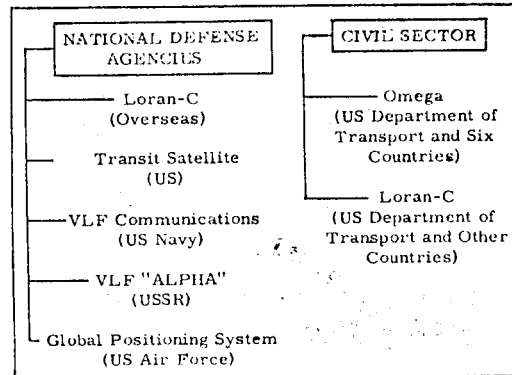 NATIONAL DEFENSE
AGENCIES
Loran-C
(Overseas)
Transit Satellite
(US)
VLF Communications
(US Navy)
VLF "ALPHA"
(USSR)
Global Positioning System
(US Air Force)
CIVIL SECTOR
Omega
(US Department of
Transport and Six
Countries)
Loran-C
(US Department of
Transport and Other
Countries)